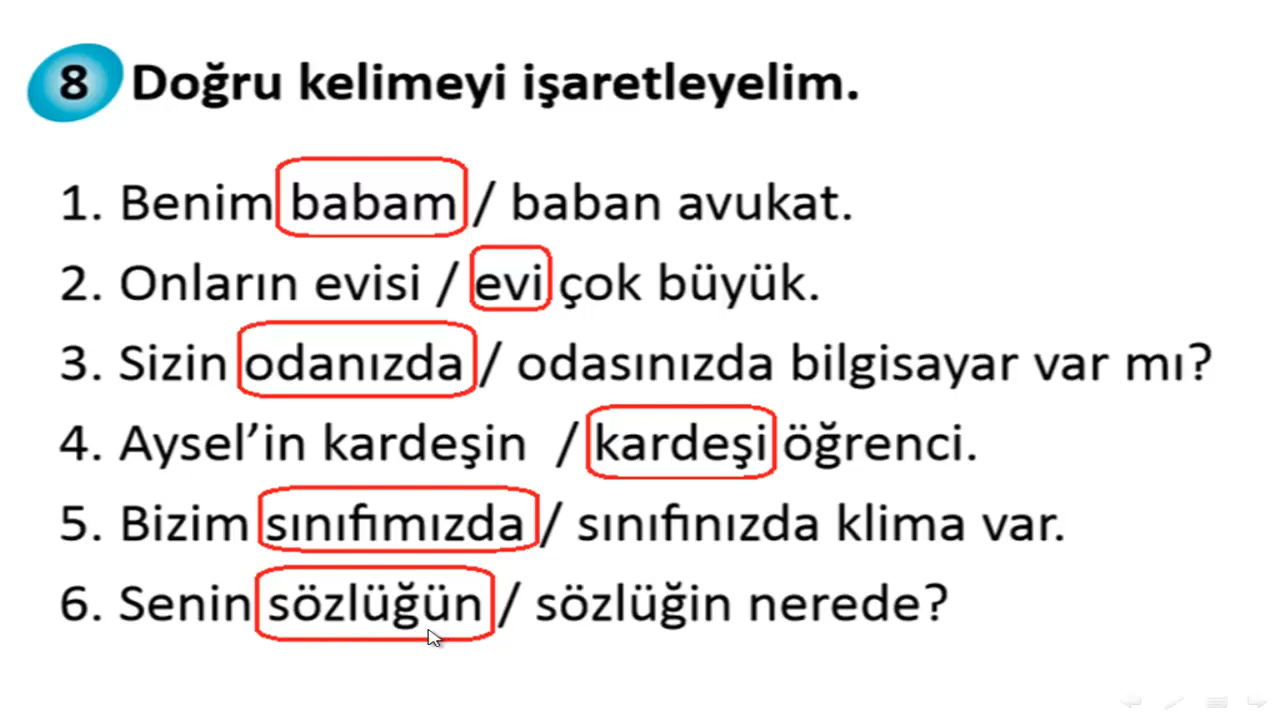 8 Doğru kelimeyi işaretleyelim.
1. Benim babam / baban avukat.
2. Onların evisi / evi çok büyük.
3. Sizin odanızda / odasınızda bilgisayar var mı?
4. Aysel’in kardeşin / kardeşi öğrenci.
5. Bizim sınıfımızda / sınıfınızda klima var.
6. Senin sözlüğün / sözlüğin nerede?